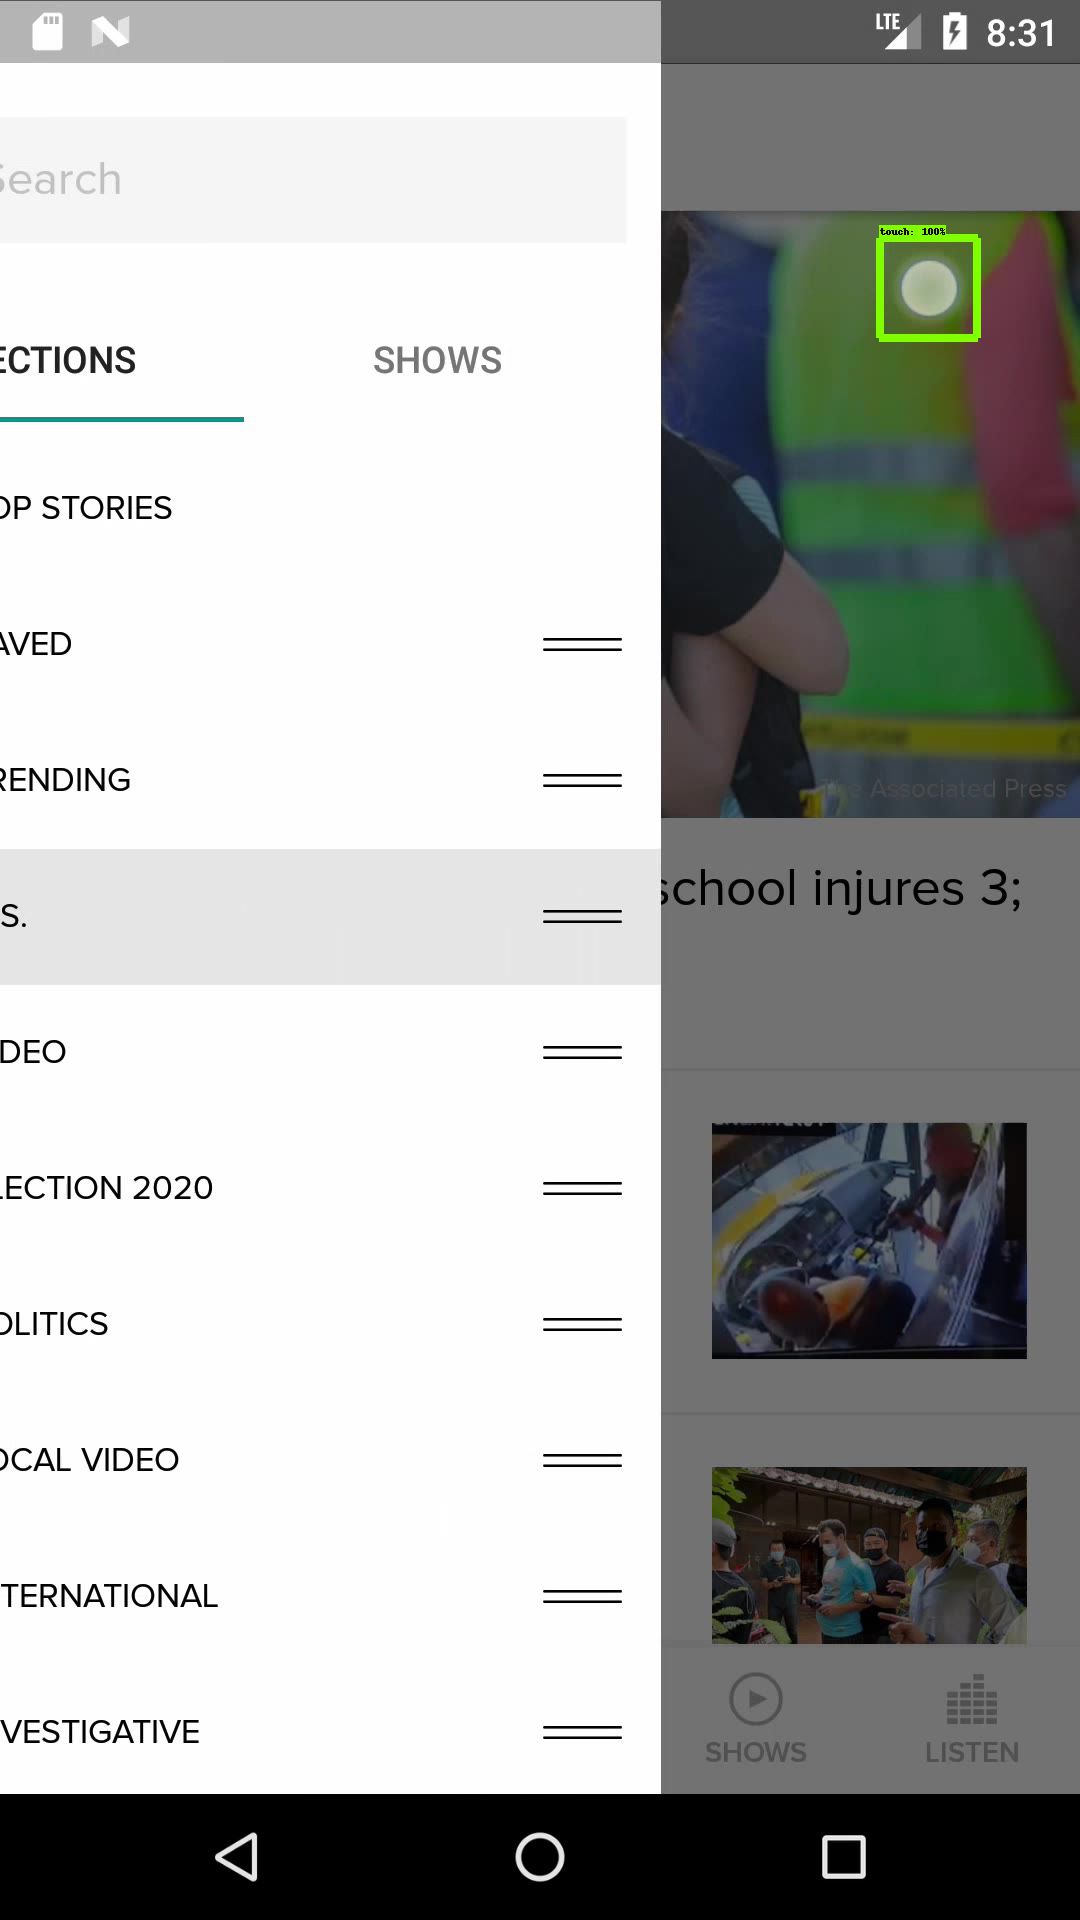 LTE 8:31
Search
touch: 100%
ECTIONS SHOWS
OP STORIES
AVED
RENDING
The Associated Press
school injures 3;
S.
DEO
LECTION 2020
OLITICS
OCAL VIDEO
TERNATIONAL
VESTIGATIVE
SHOWS LISTEN